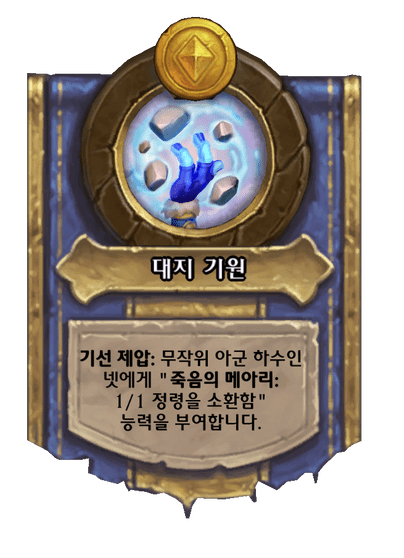 대지 기원
기선 제압: 무작위 아군 하수인
넷에게 "죽음의 메아리:
1/1 정령을 소환함"
능력을 부여합니다.